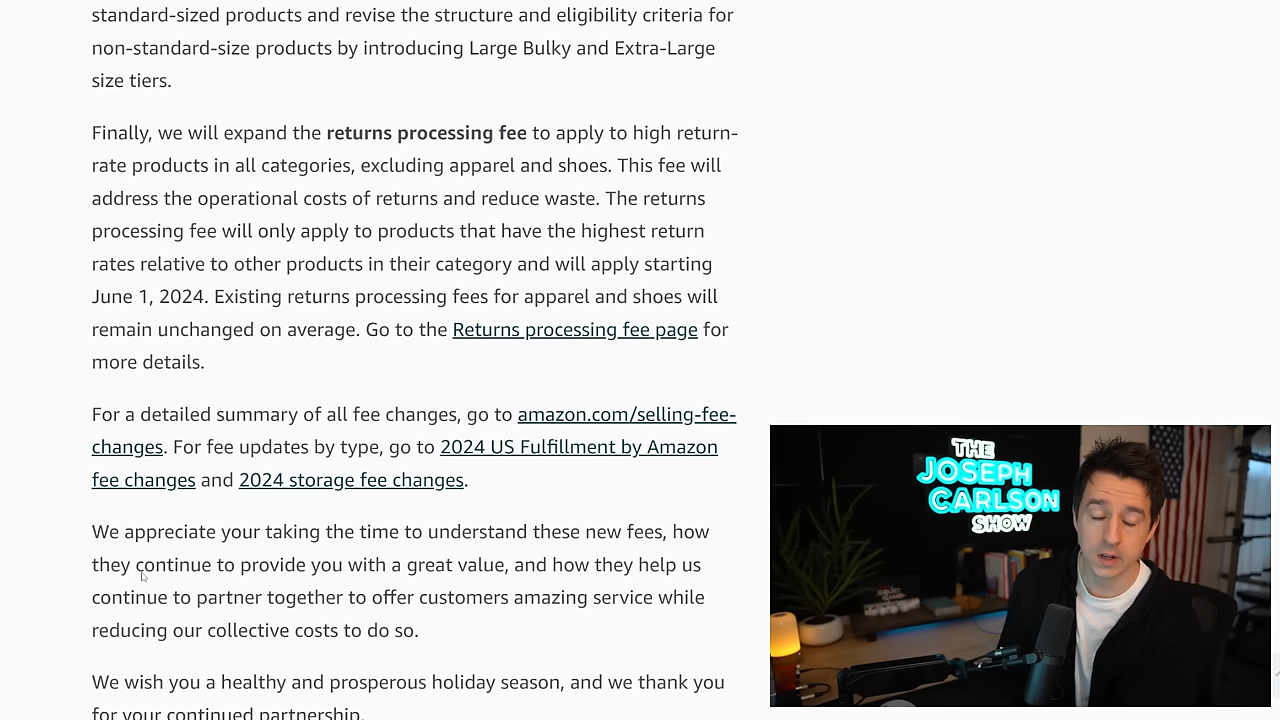 standard-sized products and revise the structure and eligibility criteria for
non-standard-size products by introducing Large Bulky and Extra-Large
size tiers.
Finally, we will expand the returns processing fee to apply to high return-
rate products in all categories, excluding apparel and shoes. This fee will
address the operational costs of returns and reduce waste. The returns
processing fee will only apply to products that have the highest return
rates relative to other products in their category and will apply starting
June 1, 2024. Existing returns processing fees for apparel and shoes will
remain unchanged on average. Go to the Returns processing fee page for
more details.
For a detailed summary of all fee changes, go to amazon.com/selling-fee-
changes. For fee updates by type, go to 2024 US Fulfillment by Amazon
fee changes and 2024 storage fee changes.
We appreciate your taking the time to understand these new fees, how
they continue to provide you with a great value, and how they help us
continue to partner together to offer customers amazing service while
reducing our collective costs to do so.
We wish you a healthy and prosperous holiday season, and we thank you
for your continued partnership.
THE
JOSEPH
CARLSON
SHOW